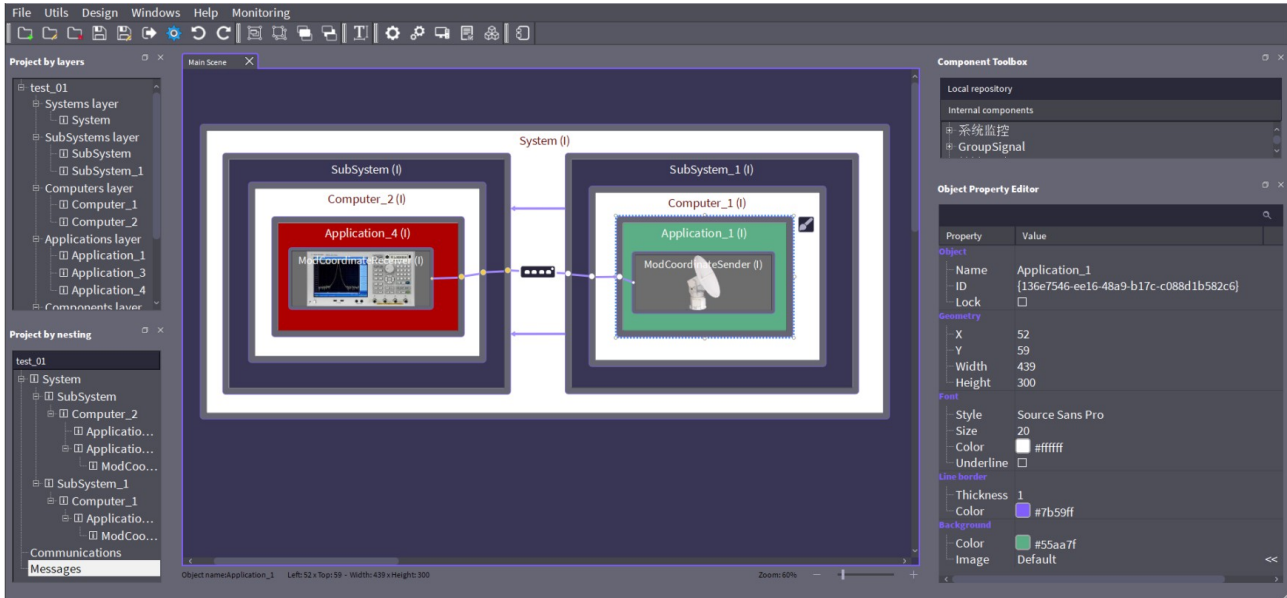 File Utils Design Windows Help Monitoring
Project by layers
test_01
Systems layer
System
SubSystems layer
SubSystem
SubSystem_1
Computers layer
Computer_1
Computer_2
Applications layer
Application_1
Application_3
Application_4
Components layer
Project by nesting
test_01
System
SubSystem
Computer_2
Applicatio...
Applicatio...
ModCoo...
SubSystem_1
Computer_1
Applicatio...
ModCoo...
Communications
Messages
Main Scene
System (I)
SubSystem (I)
SubSystem_1 (I)
Computer_2 (I)
Computer_1 (I)
Application_4 (I)
Application_1 (I)
ModCoordinateReceiver (I)
ModCoordinateSender (I)
Object name:Application_1 Left: 52 x Top: 59 - Width: 439 x Height: 300
Zoom: 60%
Component Toolbox
Local repository
Internal components
系统监控
GroupSignal
Object Property Editor
Property Value
Object
Name Application_1
ID {136e7546-ee16-48a9-b17c-c088d1b582c6}
Lock
Geometry
X 52
Y 59
Width 439
Height 300
Font
Style Source Sans Pro
Size 20
Color #ffffff
Underline
Line border
Thickness 1
Color #7b59ff
Background
Color #55aa7f
Image Default <<